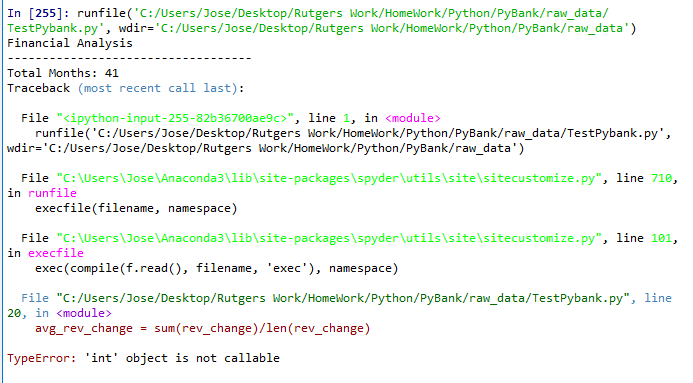 In [255]: runfile('C:/Users/Jose/Desktop/Rutgers Work/HomeWork/Python/PyBank/raw_data/
TestPybank.py', wdir='C:/Users/Jose/Desktop/Rutgers Work/HomeWork/Python/PyBank/raw_data')
Financial Analysis
-----------------------------------
Total Months: 41
Traceback (most recent call last):
File "<ipython-input-255-82b36700ae9c>", line 1, in <module>
runfile('C:/Users/Jose/Desktop/Rutgers Work/HomeWork/Python/PyBank/raw_data/TestPybank.py',
wdir='C:/Users/Jose/Desktop/Rutgers Work/HomeWork/Python/PyBank/raw_data')
File "C:\Users\Jose\Anaconda3\lib\site-packages\spyder\utils\site\sitecustomize.py", line 710,
in runfile
execfile(filename, namespace)
File "C:\Users\Jose\Anaconda3\lib\site-packages\spyder\utils\site\sitecustomize.py", line 101,
in execfile
exec(compile(f.read(), filename, 'exec'), namespace)
File "C:/Users/Jose/Desktop/Rutgers Work/HomeWork/Python/PyBank/raw_data/TestPybank.py", line
20, in <module>
avg_rev_change = sum(rev_change)/len(rev_change)
TypeError: 'int' object is not callable